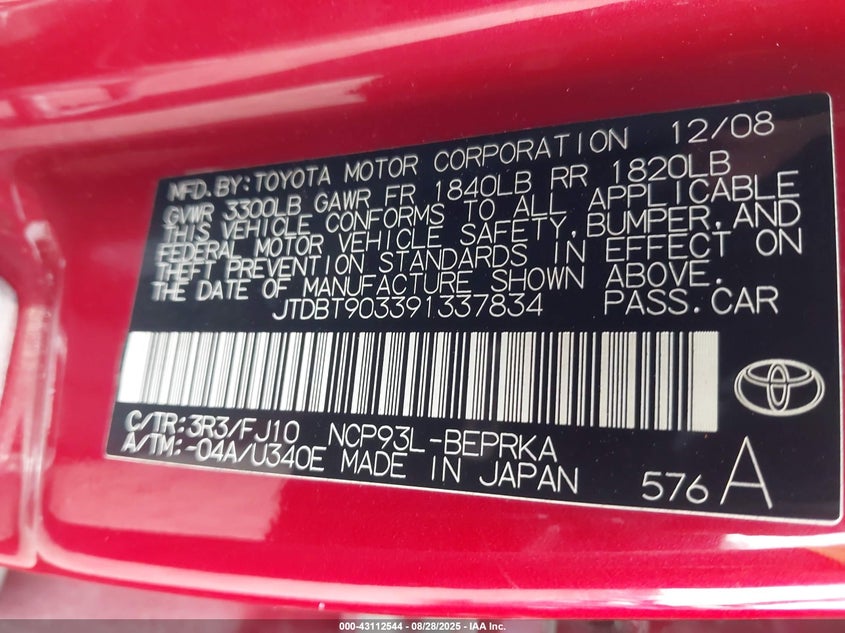 MFD. BY: TOYOTA MOTOR CORPORATION 12/08
GVWR 3300LB GAWR FR 1840LB RR 1820LB
THIS VEHICLE CONFORMS TO ALL APPLICABLE
FEDERAL MOTOR VEHICLE SAFETY, BUMPER, AND
THEFT PREVENTION STANDARDS IN EFFECT ON
THE DATE OF MANUFACTURE SHOWN ABOVE.
JTDBT903391337834 PASS. CAR
C/TR: 3R3/FJ10 NCP93L-BEPRKA
A/TM: -04A/U340E MADE IN JAPAN
576 A
000-43112544 | 08/28/2025 - IAA Inc.